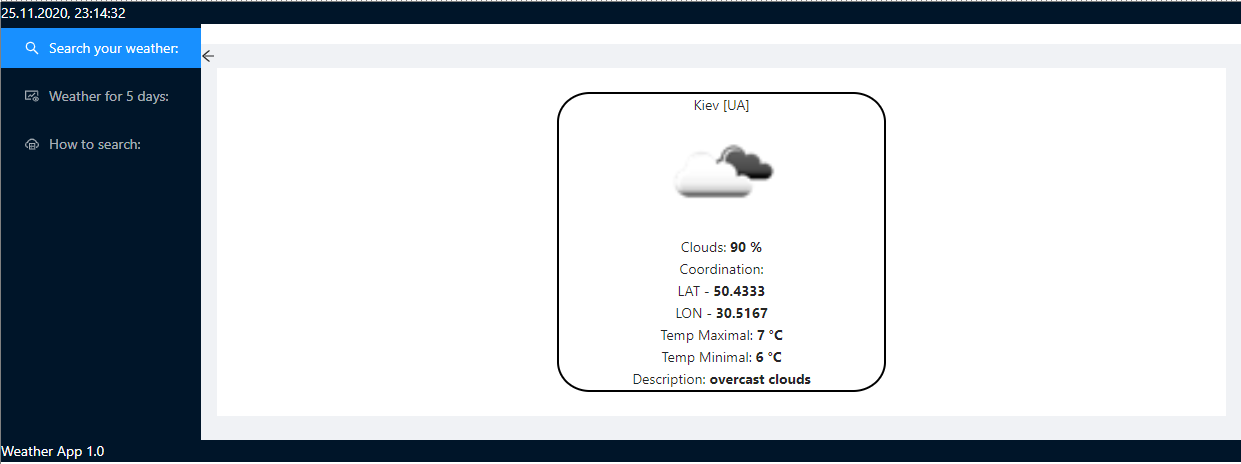 25.11.2020, 23:14:32
Search your weather:
Weather for 5 days:
How to search:
Kiev [UA]
Clouds: 90 %
Coordination:
LAT - 50.4333
LON - 30.5167
Temp Maximal: 7 °C
Temp Minimal: 6 °C
Description: overcast clouds
Weather App 1.0